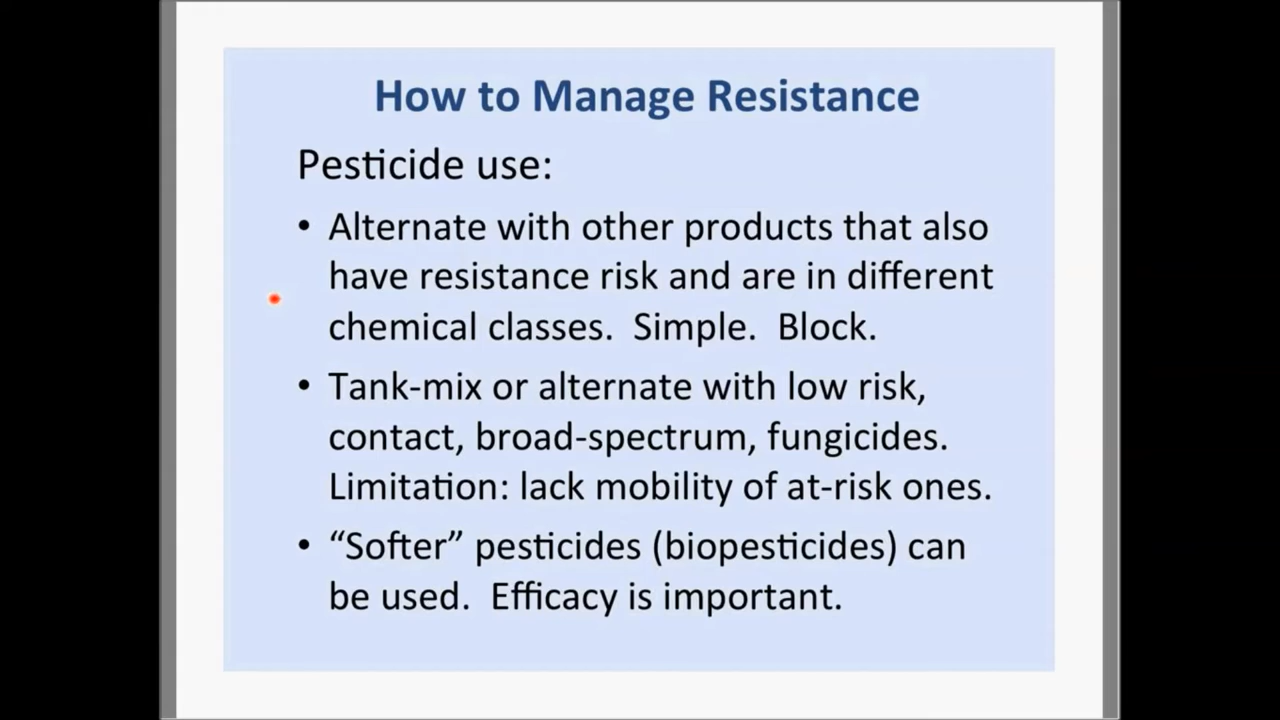 How to Manage Resistance
Pesticide use:
• Alternate with other products that also
have resistance risk and are in different
chemical classes.  Simple.  Block.
• Tank-mix or alternate with low risk,
contact, broad-spectrum, fungicides.
Limitation: lack mobility of at-risk ones.
• “Softer” pesticides (biopesticides) can
be used.  Efficacy is important.